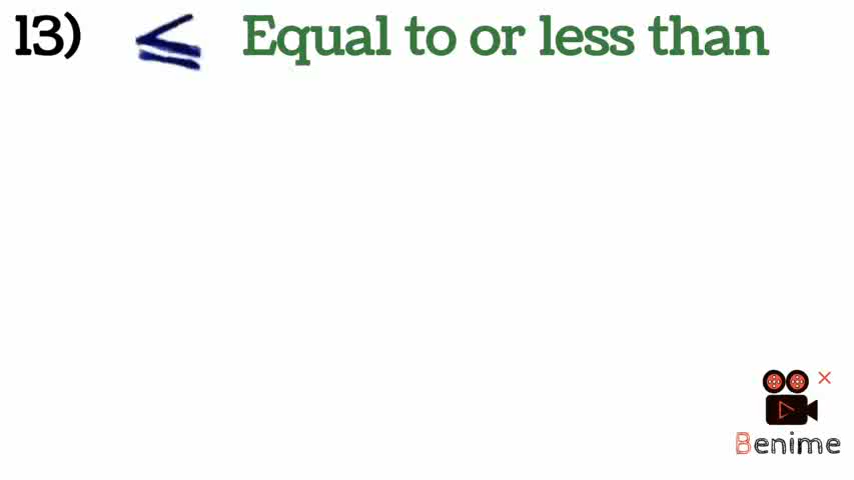 13) ≦ Equal to or less than
Benime